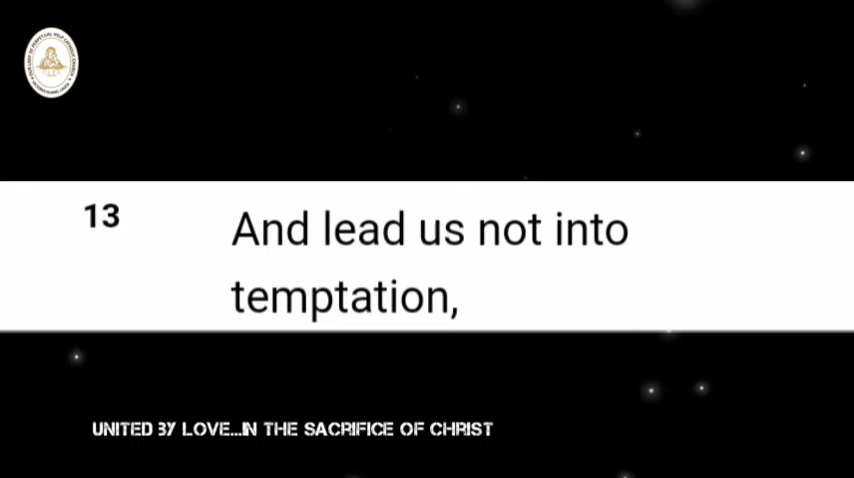 13
And lead us not into
temptation,
UNITED BY LOVE...IN THE SACRIFICE OF CHRIST